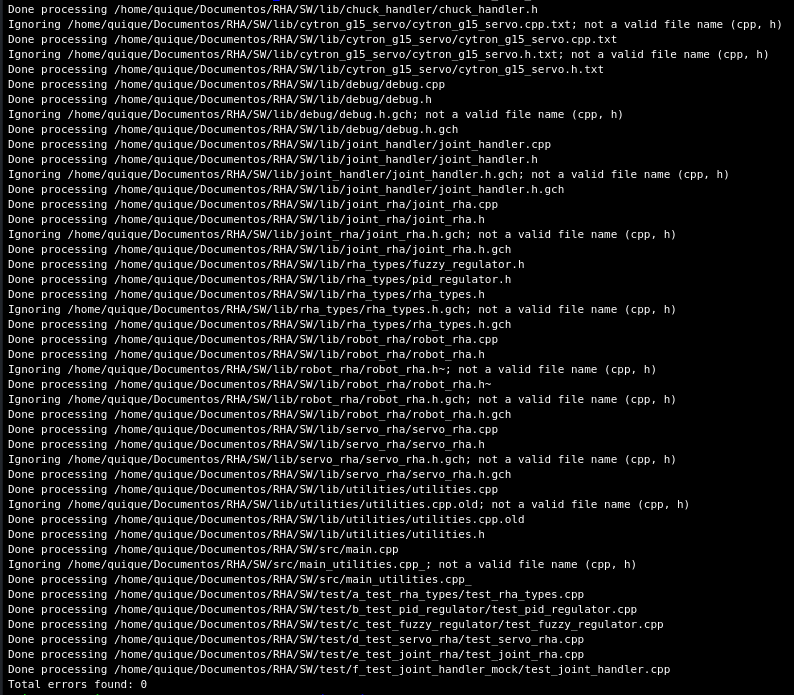 Done processing /home/quique/Documentos/RHA/SW/lib/chuck_handler/chuck_handler.h
Ignoring /home/quique/Documentos/RHA/SW/lib/cytron_g15_servo/cytron_g15_servo.cpp.txt; not a valid file name (cpp, h)
Done processing /home/quique/Documentos/RHA/SW/lib/cytron_g15_servo/cytron_g15_servo.cpp.txt
Ignoring /home/quique/Documentos/RHA/SW/lib/cytron_g15_servo/cytron_g15_servo.h.txt; not a valid file name (cpp, h)
Done processing /home/quique/Documentos/RHA/SW/lib/cytron_g15_servo/cytron_g15_servo.h.txt
Done processing /home/quique/Documentos/RHA/SW/lib/debug/debug.cpp
Done processing /home/quique/Documentos/RHA/SW/lib/debug/debug.h
Ignoring /home/quique/Documentos/RHA/SW/lib/debug/debug.h.gch; not a valid file name (cpp, h)
Done processing /home/quique/Documentos/RHA/SW/lib/debug/debug.h.gch
Done processing /home/quique/Documentos/RHA/SW/lib/joint_handler/joint_handler.cpp
Done processing /home/quique/Documentos/RHA/SW/lib/joint_handler/joint_handler.h
Ignoring /home/quique/Documentos/RHA/SW/lib/joint_handler/joint_handler.h.gch; not a valid file name (cpp, h)
Done processing /home/quique/Documentos/RHA/SW/lib/joint_handler/joint_handler.h.gch
Done processing /home/quique/Documentos/RHA/SW/lib/joint_rha/joint_rha.cpp
Done processing /home/quique/Documentos/RHA/SW/lib/joint_rha/joint_rha.h
Ignoring /home/quique/Documentos/RHA/SW/lib/joint_rha/joint_rha.h.gch; not a valid file name (cpp, h)
Done processing /home/quique/Documentos/RHA/SW/lib/joint_rha/joint_rha.h.gch
Done processing /home/quique/Documentos/RHA/SW/lib/rha_types/fuzzy_regulator.h
Done processing /home/quique/Documentos/RHA/SW/lib/rha_types/pid_regulator.h
Done processing /home/quique/Documentos/RHA/SW/lib/rha_types/rha_types.h
Ignoring /home/quique/Documentos/RHA/SW/lib/rha_types/rha_types.h.gch; not a valid file name (cpp, h)
Done processing /home/quique/Documentos/RHA/SW/lib/rha_types/rha_types.h.gch
Done processing /home/quique/Documentos/RHA/SW/lib/robot_rha/robot_rha.cpp
Done processing /home/quique/Documentos/RHA/SW/lib/robot_rha/robot_rha.h
Ignoring /home/quique/Documentos/RHA/SW/lib/robot_rha/robot_rha.h~; not a valid file name (cpp, h)
Done processing /home/quique/Documentos/RHA/SW/lib/robot_rha/robot_rha.h~
Ignoring /home/quique/Documentos/RHA/SW/lib/robot_rha/robot_rha.h.gch; not a valid file name (cpp, h)
Done processing /home/quique/Documentos/RHA/SW/lib/robot_rha/robot_rha.h.gch
Done processing /home/quique/Documentos/RHA/SW/lib/servo_rha/servo_rha.cpp
Done processing /home/quique/Documentos/RHA/SW/lib/servo_rha/servo_rha.h
Ignoring /home/quique/Documentos/RHA/SW/lib/servo_rha/servo_rha.h.gch; not a valid file name (cpp, h)
Done processing /home/quique/Documentos/RHA/SW/lib/servo_rha/servo_rha.h.gch
Done processing /home/quique/Documentos/RHA/SW/lib/utilities/utilities.cpp
Ignoring /home/quique/Documentos/RHA/SW/lib/utilities/utilities.cpp.old; not a valid file name (cpp, h)
Done processing /home/quique/Documentos/RHA/SW/lib/utilities/utilities.cpp.old
Done processing /home/quique/Documentos/RHA/SW/lib/utilities/utilities.h
Done processing /home/quique/Documentos/RHA/SW/src/main.cpp
Ignoring /home/quique/Documentos/RHA/SW/src/main_utilities.cpp_; not a valid file name (cpp, h)
Done processing /home/quique/Documentos/RHA/SW/src/main_utilities.cpp_
Done processing /home/quique/Documentos/RHA/SW/test/a_test_rha_types/test_rha_types.cpp
Done processing /home/quique/Documentos/RHA/SW/test/b_test_pid_regulator/test_pid_regulator.cpp
Done processing /home/quique/Documentos/RHA/SW/test/c_test_fuzzy_regulator/test_fuzzy_regulator.cpp
Done processing /home/quique/Documentos/RHA/SW/test/d_test_servo_rha/test_servo_rha.cpp
Done processing /home/quique/Documentos/RHA/SW/test/e_test_joint_rha/test_joint_rha.cpp
Done processing /home/quique/Documentos/RHA/SW/test/f_test_joint_handler_mock/test_joint_handler.cpp
Total errors found: 0